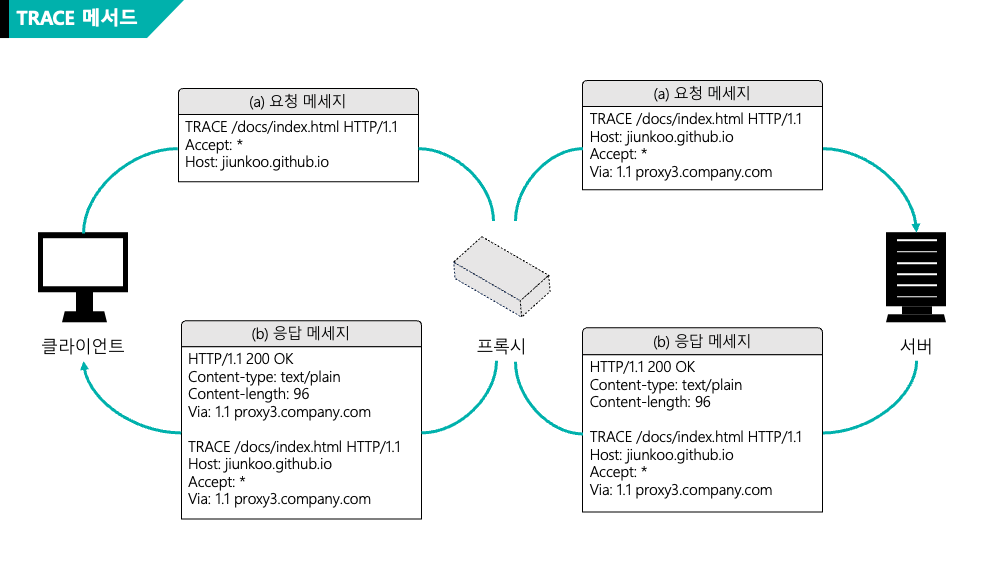 TRACE 메서드
(a) 요청 메세지
TRACE /docs/index.html HTTP/1.1
Accept: *
Host: jiunkoo.github.io
(a) 요청 메세지
TRACE /docs/index.html HTTP/1.1
Host: jiunkoo.github.io
Accept: *
Via: 1.1 proxy3.company.com
클라이언트
프록시
서버
(b) 응답 메세지
HTTP/1.1 200 OK
Content-type: text/plain
Content-length: 96
Via: 1.1 proxy3.company.com
TRACE /docs/index.html HTTP/1.1
Host: jiunkoo.github.io
Accept: *
Via: 1.1 proxy3.company.com
(b) 응답 메세지
HTTP/1.1 200 OK
Content-type: text/plain
Content-length: 96
TRACE /docs/index.html HTTP/1.1
Host: jiunkoo.github.io
Accept: *
Via: 1.1 proxy3.company.com